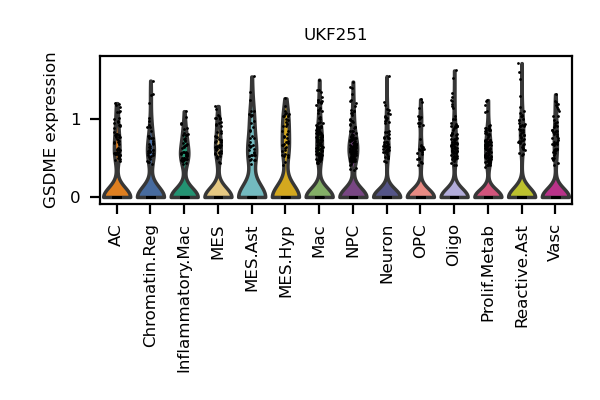 UKF251
GSDME expression
1
0
AC
Chromatin.Reg
Inflammatory.Mac
MES
MES.Ast
MES.Hyp
Mac
NPC
Neuron
OPC
Oligo
Prolif.Metab
Reactive.Ast
Vasc